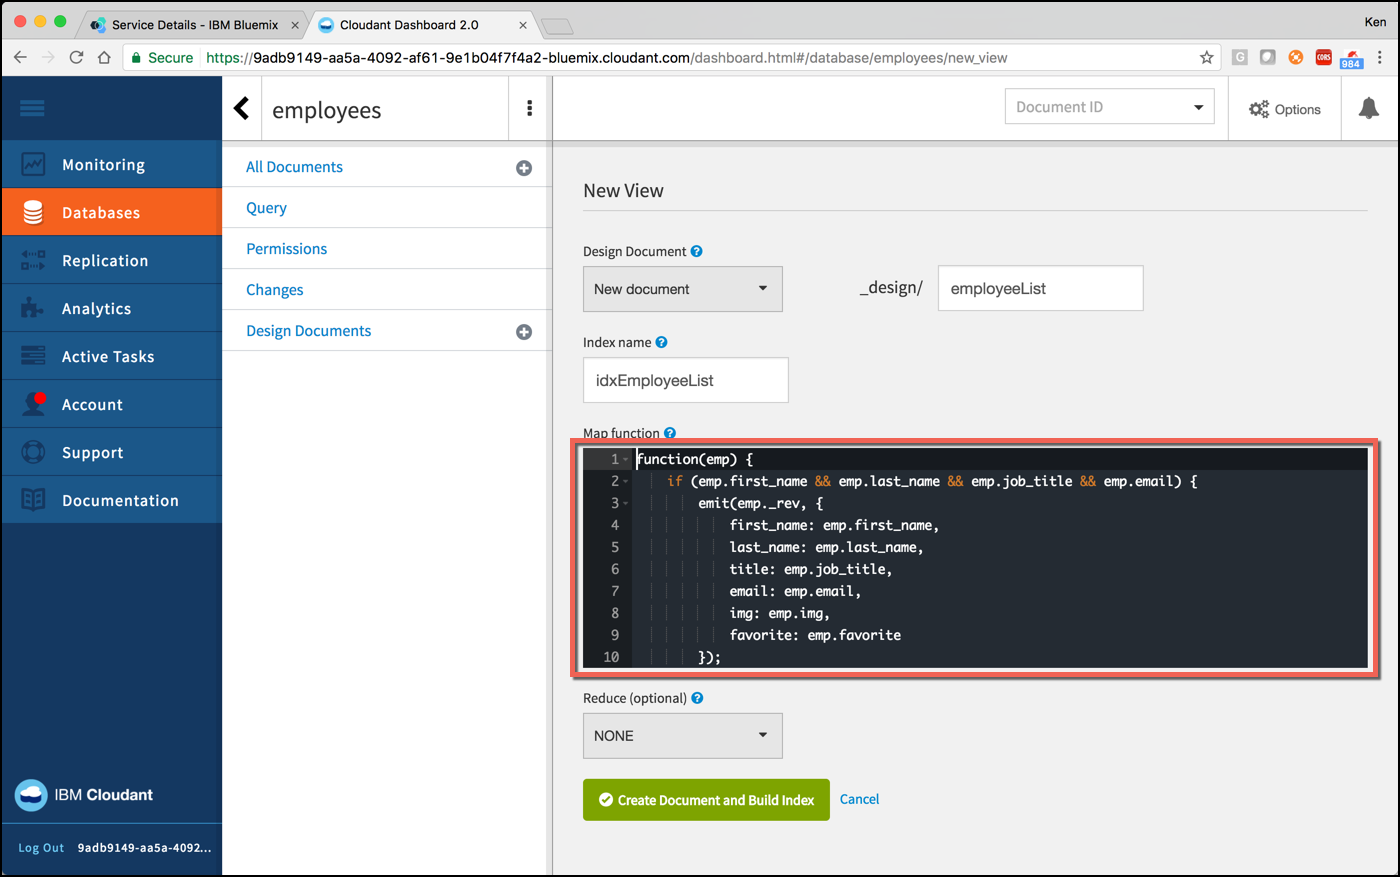 Service Details - IBM Bluemix
Cloudant Dashboard 2.0
Ken
Secure
https://9adb9149-aa5a-4092-af61-9e1b04f7f4a2-bluemix.cloudant.com/dashboard.html#/database/employees/new_view
G
CORS
984
employees
Document ID
Options
Monitoring
Databases
Replication
Analytics
Active Tasks
Account
Support
Documentation
IBM Cloudant
Log Out 9adb9149-aa5a-4092...
All Documents
Query
Permissions
Changes
Design Documents
New View
Design Document
New document
_design/
employeeList
Index name
idxEmployeeList
Map function
1 function(emp) {
2 if (emp.first_name && emp.last_name && emp.job_title && emp.email) {
3 emit(emp._rev, {
4 first_name: emp.first_name,
5 last_name: emp.last_name,
6 title: emp.job_title,
7 email: emp.email,
8 img: emp.img,
9 favorite: emp.favorite
10 });
Reduce (optional)
NONE
Create Document and Build Index
Cancel